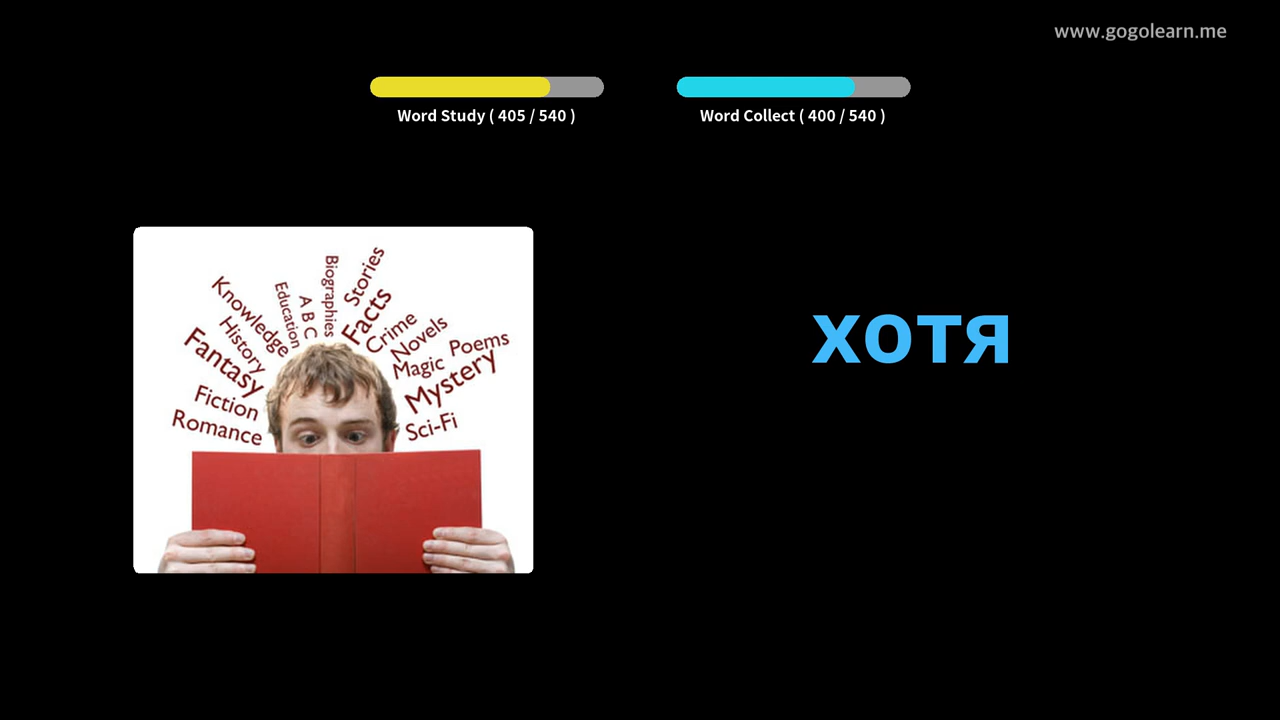 www.gogolearn.me
Word Study ( 405 / 540 )
Word Collect ( 400 / 540 )
Stories
Biographies
Facts
A B C
Education
Knowledge
Crime
Novels
History
Poems
Fantasy
Magic
Mystery
Fiction
Romance
Sci-Fi
хотя